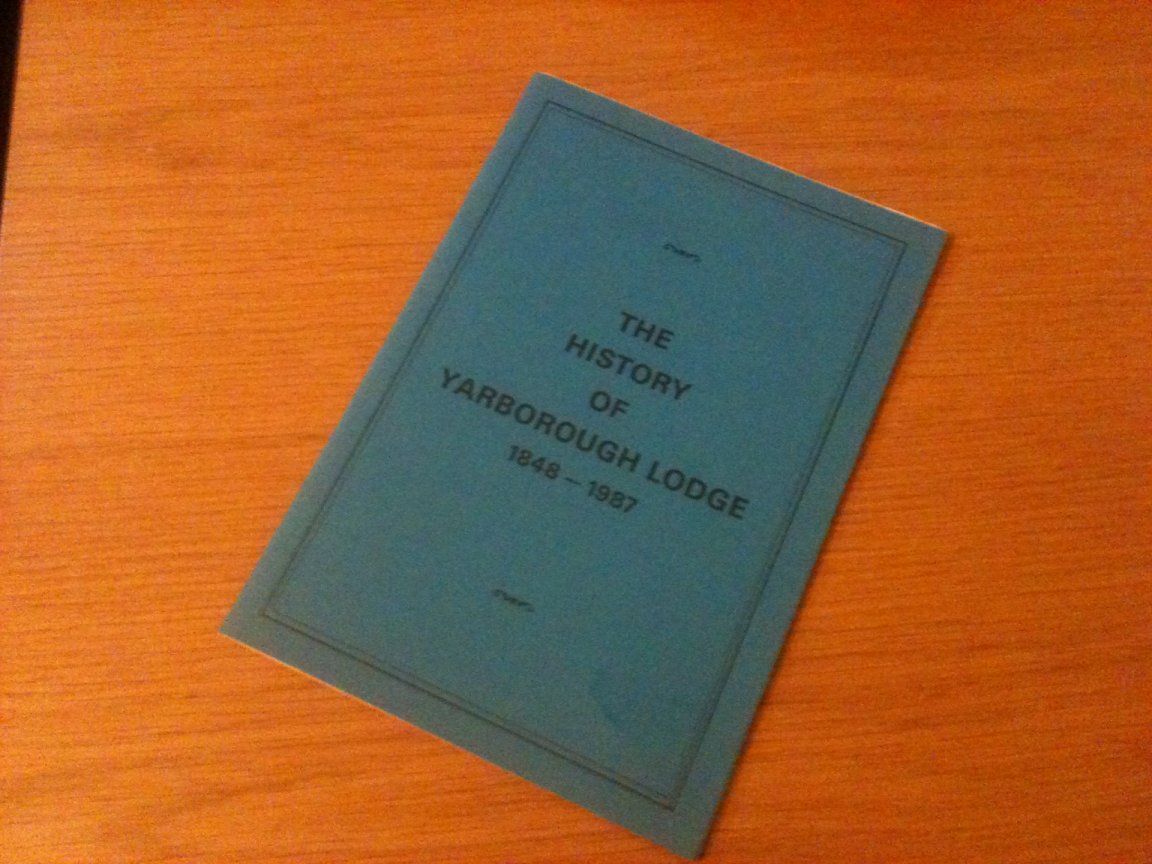 THE
HISTORY
OF
YARBOROUGH LODGE
1848 – 1987